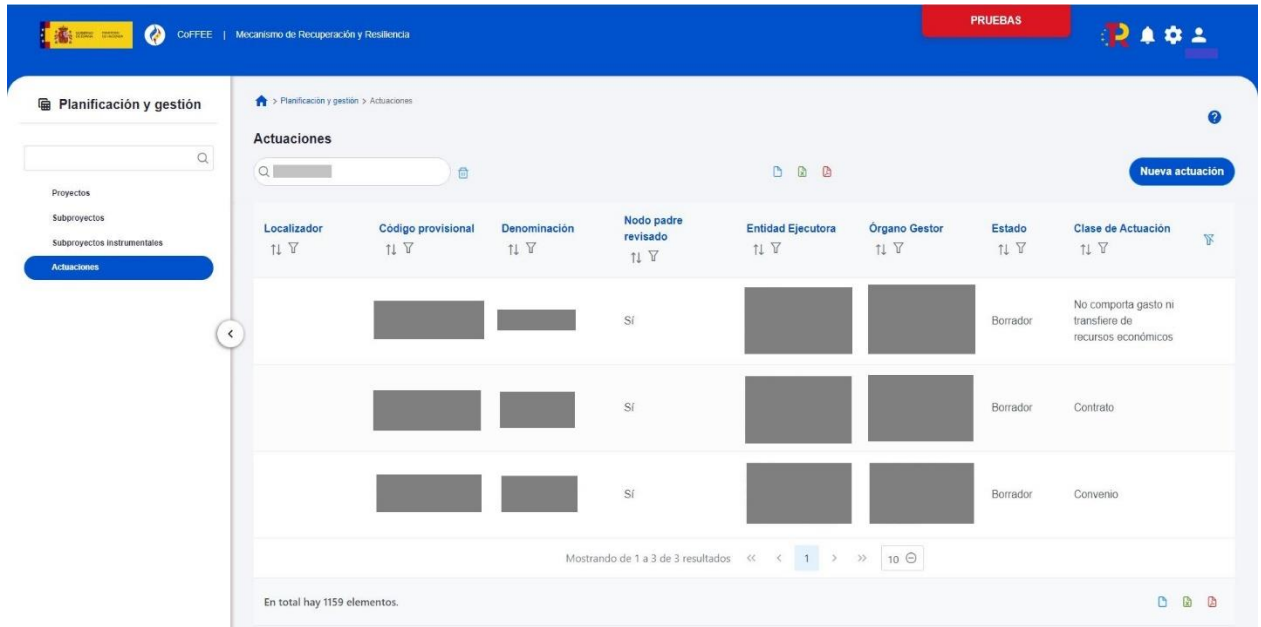 CoFFEE | Mecanismo de Recuperación y Resiliencia
PRUEBAS
Planificación y gestión
> Planificación y gestión > Actuaciones
Actuaciones
Nueva actuación
Proyectos
Subproyectos
Subproyectos instrumentales
Actuaciones
Localizador
Código provisional
Denominación
Nodo padre
revisado
Entidad Ejecutora
Órgano Gestor
Estado
Clase de Actuación
Sí
Borrador
No comporta gasto ni
transfiere de
recursos económicos
Sí
Borrador
Contrato
Sí
Borrador
Convenio
Mostrando de 1 a 3 de 3 resultados << < 1 > >> 10
En total hay 1159 elementos.